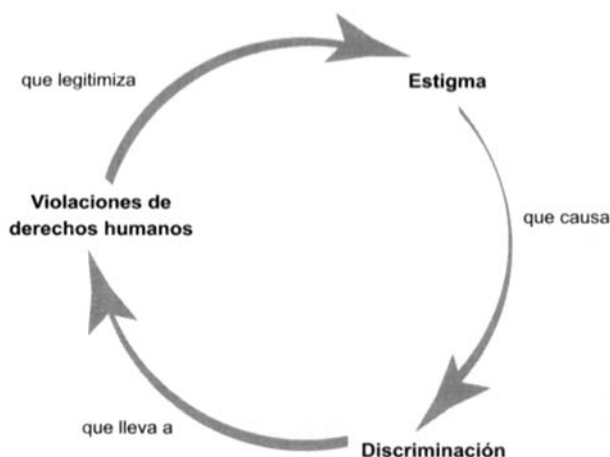 que legitimiza
Estigma
Violaciones de
derechos humanos
que causa
que lleva a
Discriminación